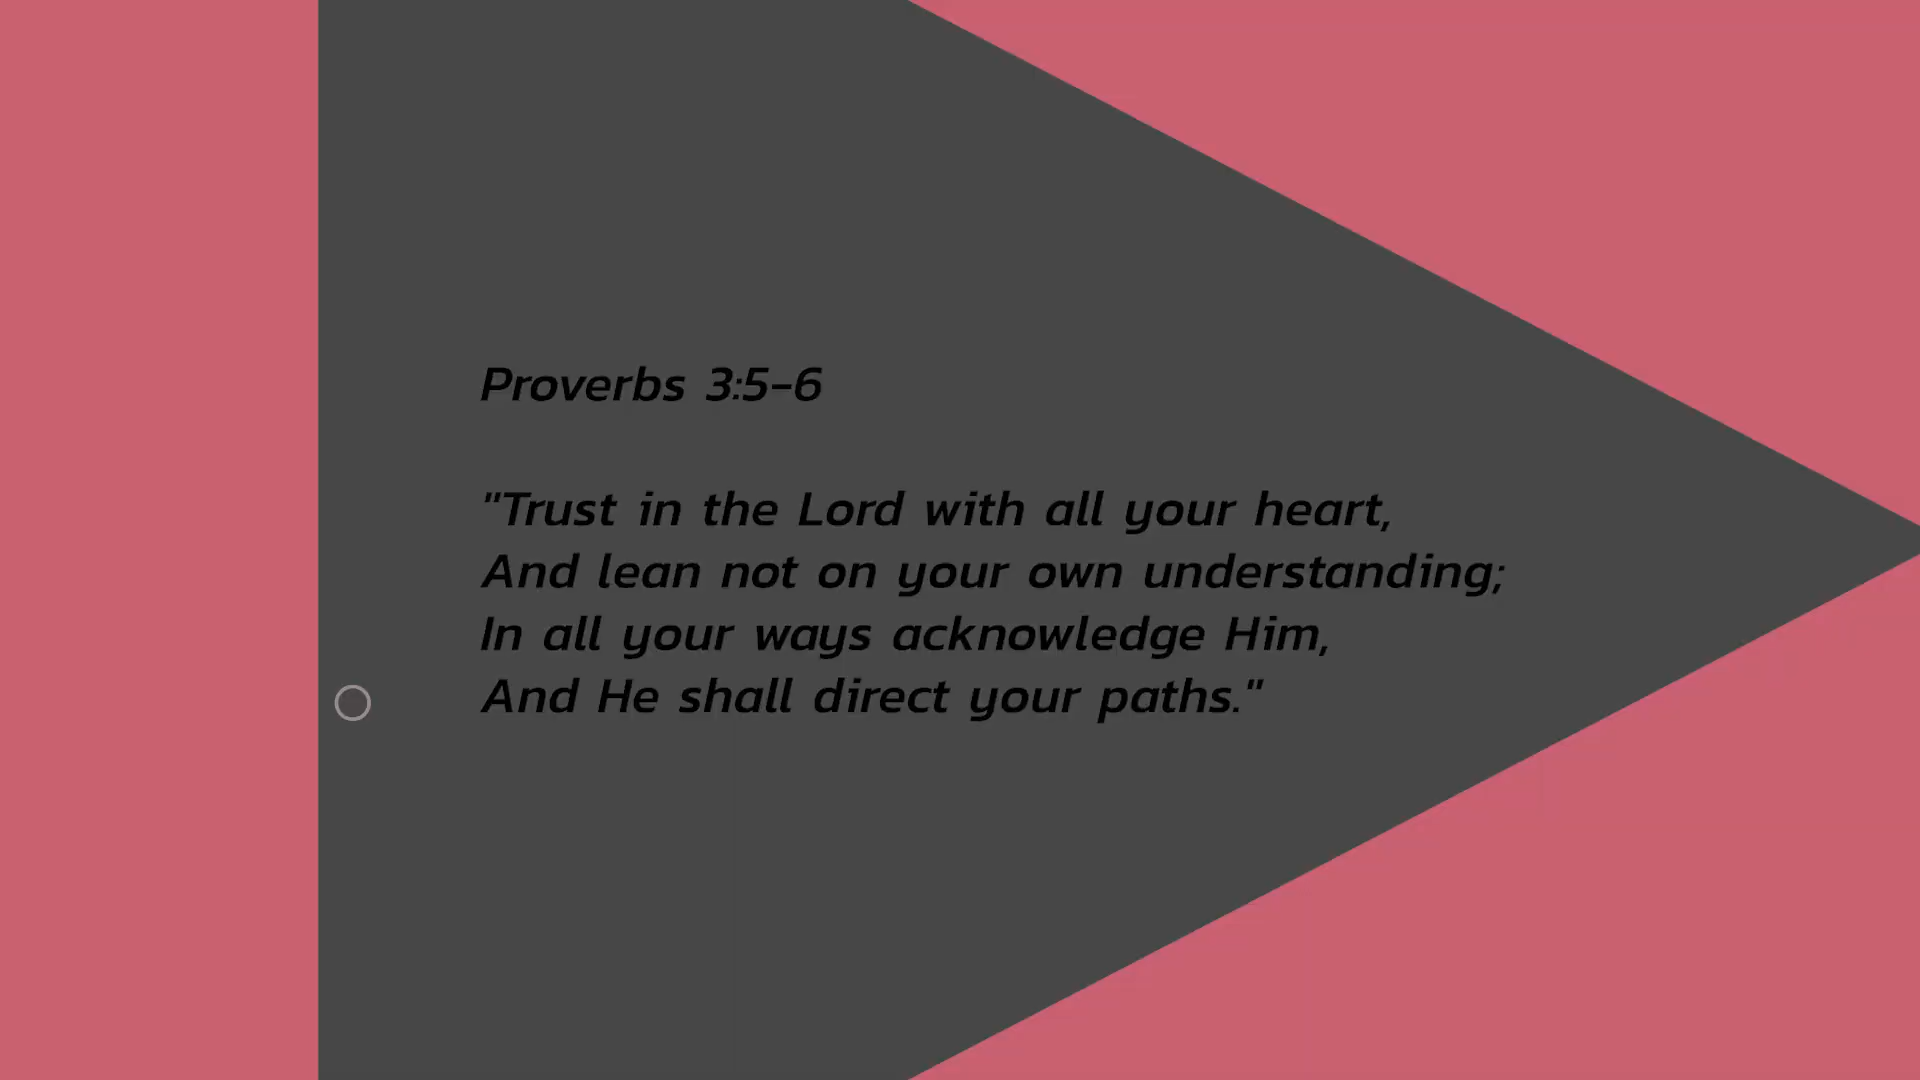 Proverbs 3:5-6
"Trust in the Lord with all your heart,
And lean not on your own understanding;
In all your ways acknowledge Him,
And He shall direct your paths."